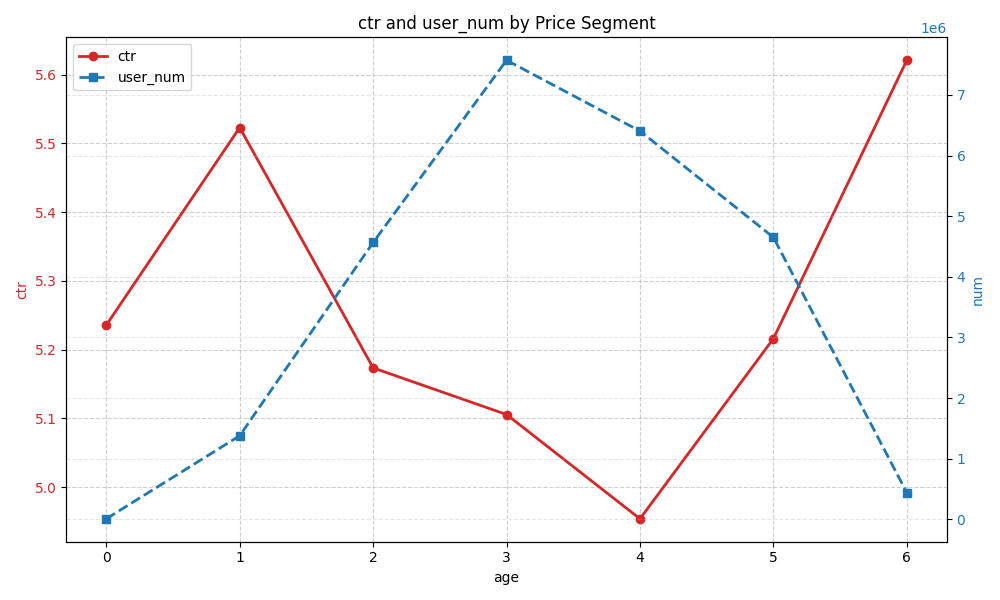 ctr and user_num by Price Segment
1e6
ctr
user_num
5.6
5.5
5.4
5.3
5.2
5.1
5.0
ctr
7
6
5
4
3
2
1
0
num
0 1 2 3 4 5 6
age